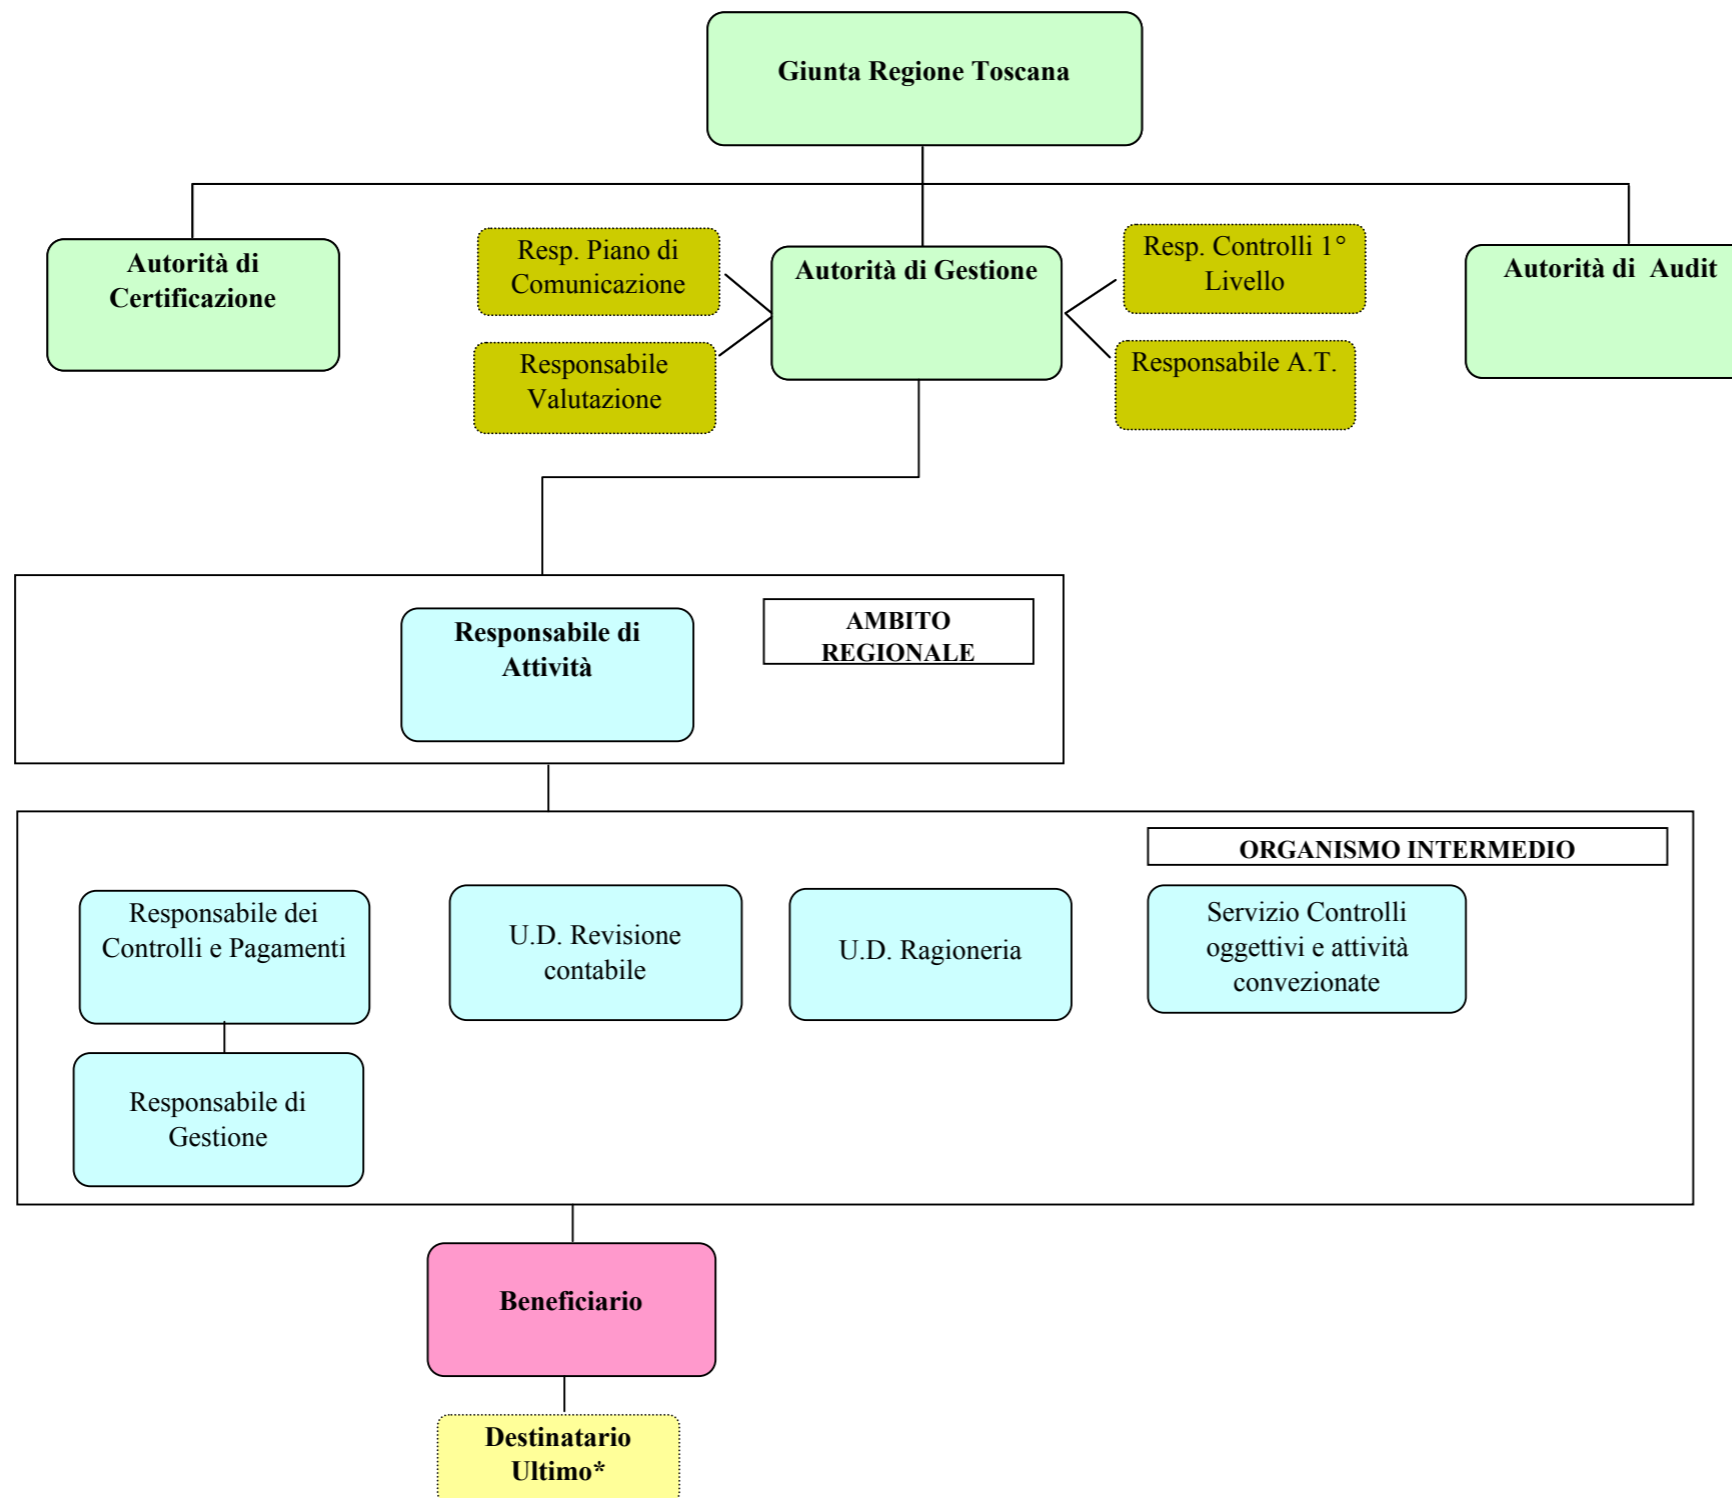 Giunta Regione Toscana
Autorità di
Certificazione
Resp. Piano di
Comunicazione
Responsabile
Valutazione
Autorità di Gestione
Resp. Controlli 1°
Livello
Responsabile A.T.
Autorità di Audit
Responsabile di
Attività
AMBITO
REGIONALE
ORGANISMO INTERMEDIO
Responsabile dei
Controlli e Pagamenti
U.D. Revisione
contabile
U.D. Ragioneria
Servizio Controlli
oggettivi e attività
convezionate
Responsabile di
Gestione
Beneficiario
Destinatario
Ultimo*